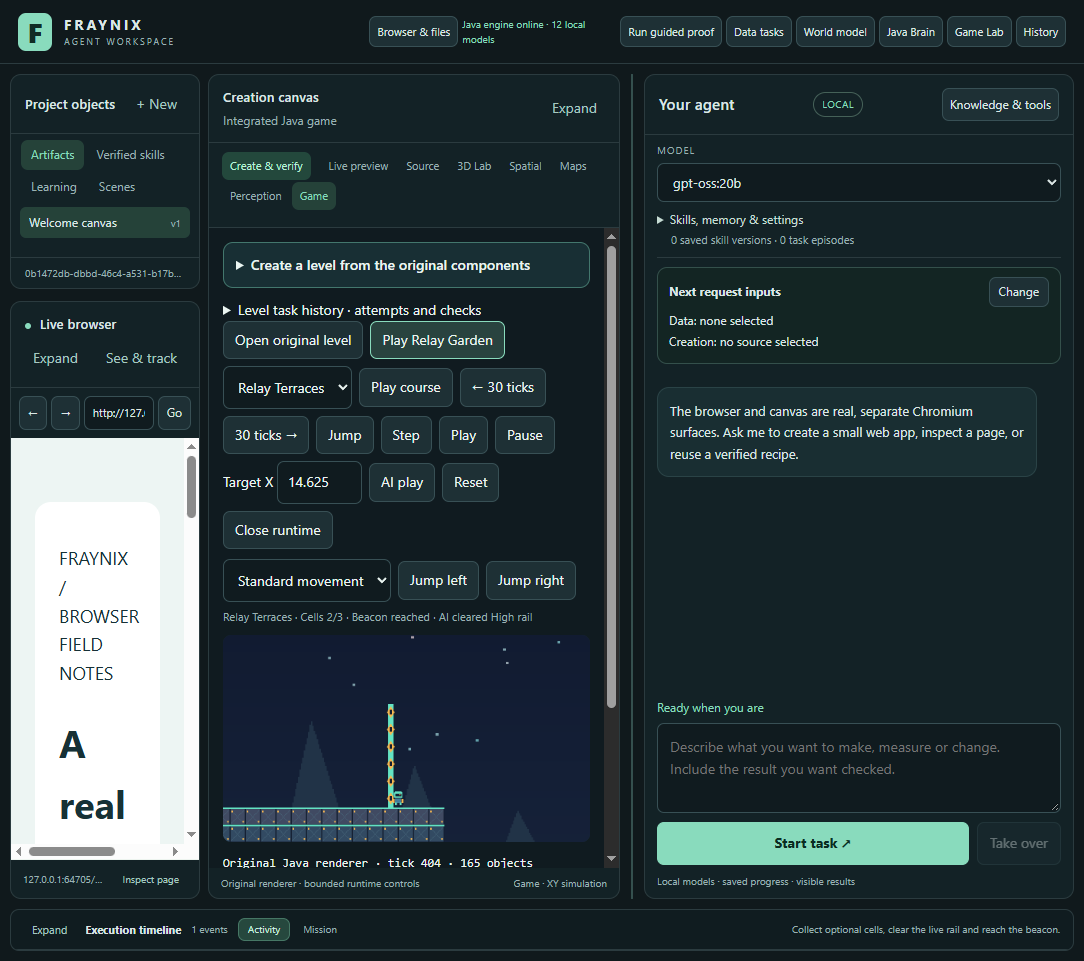 F
FRAYNIX
AGENT WORKSPACE
Browser & files
Java engine online · 12 local
models
Run guided proof
Data tasks
World model
Java Brain
Game Lab
History
Project objects
+ New
Artifacts
Verified skills
Learning
Scenes
Welcome canvas
v1
0b1472db-dbbd-46c4-a531-b17b...
Live browser
Expand
See & track
←
→
http://127.
Go
FRAYNIX
/
BROWSER
FIELD
NOTES
A
real
127.0.0.1:64705/...
Inspect page
Creation canvas
Integrated Java game
Expand
Create & verify
Live preview
Source
3D Lab
Spatial
Maps
Perception
Game
Create a level from the original components
Level task history · attempts and checks
Open original level
Play Relay Garden
Relay Terraces
Play course
← 30 ticks
30 ticks →
Jump
Step
Play
Pause
Target X
14.625
AI play
Reset
Close runtime
Standard movement
Jump left
Jump right
Relay Terraces · Cells 2/3 · Beacon reached · AI cleared High rail
Original Java renderer · tick 404 · 165 objects
Original renderer · bounded runtime controls
Game · XY simulation
Your agent
LOCAL
Knowledge & tools
MODEL
gpt-oss:20b
Skills, memory & settings
0 saved skill versions · 0 task episodes
Next request inputs
Change
Data: none selected
Creation: no source selected
The browser and canvas are real, separate Chromium
surfaces. Ask me to create a small web app, inspect a page, or
reuse a verified recipe.
Ready when you are
Describe what you want to make, measure or change.
Include the result you want checked.
Start task ↗
Take over
Local models · saved progress · visible results
Expand
Execution timeline
1 events
Activity
Mission
Collect optional cells, clear the live rail and reach the beacon.